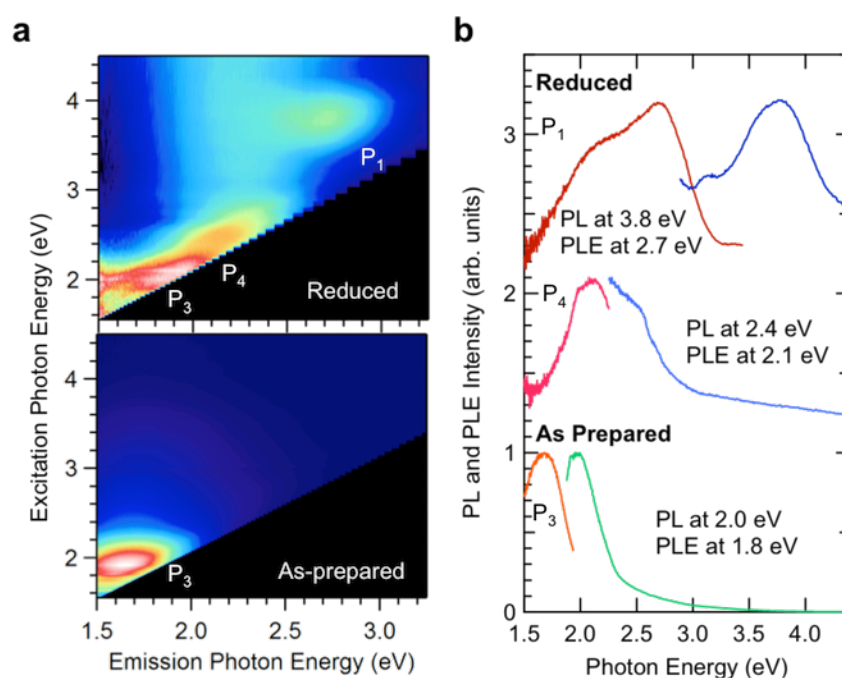 a
Excitation Photon Energy (eV)
4
3
2
P1
P4
P3
Reduced
4
3
2
P3
As-prepared
1.5 2.0 2.5 3.0
Emission Photon Energy (eV)
b
PL and PLE Intensity (arb. units)
Reduced
3
P1
PL at 3.8 eV
PLE at 2.7 eV
2
P4
PL at 2.4 eV
PLE at 2.1 eV
As Prepared
1
P3
PL at 2.0 eV
PLE at 1.8 eV
0
1.5 2.0 2.5 3.0 3.5 4.0
Photon Energy (eV)